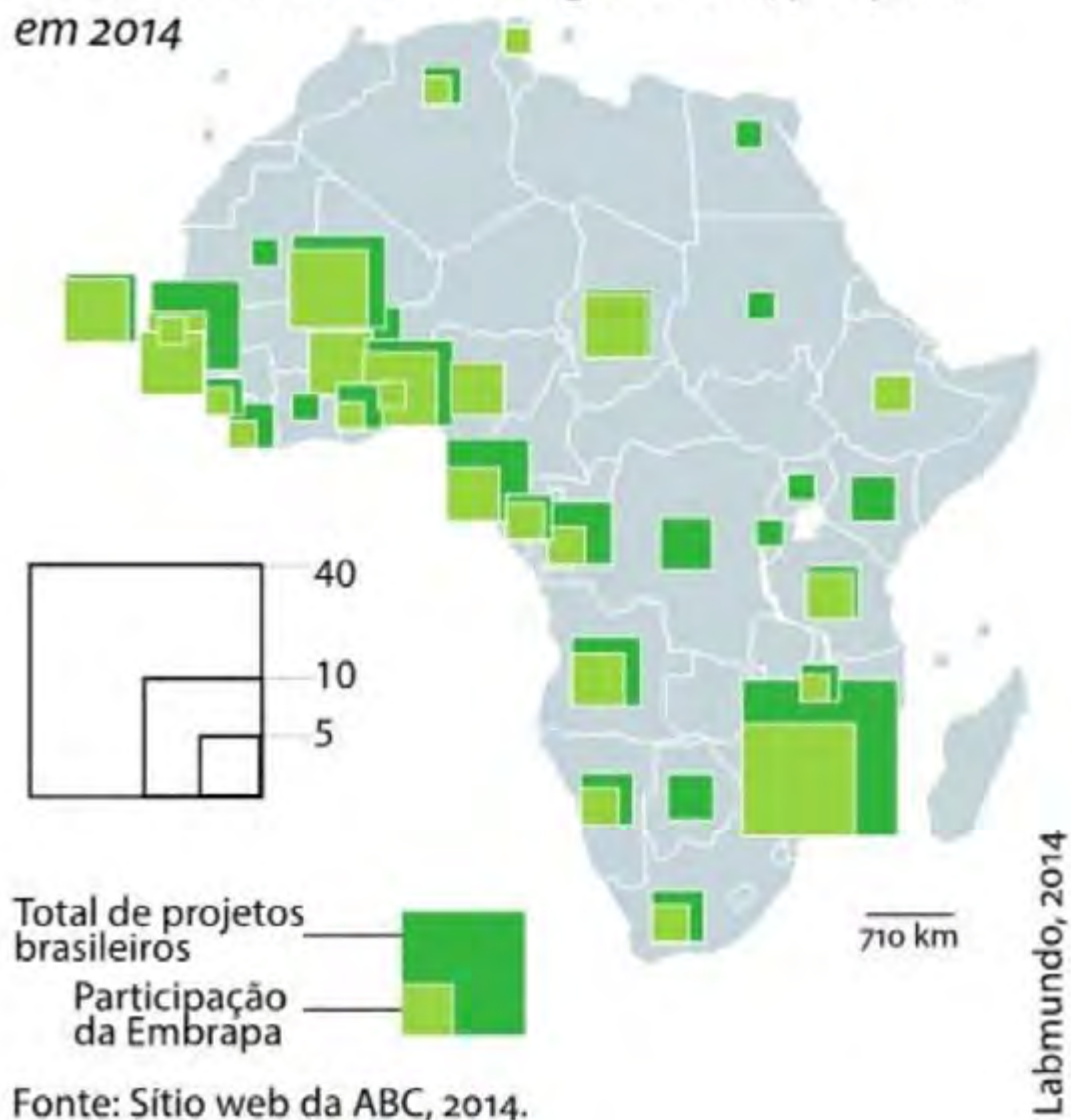 em 2014
40
10
5
Total de projetos
brasileiros
Participação
da Embrapa
710 km
Labmundo, 2014
Fonte: Sítio web da ABC, 2014.